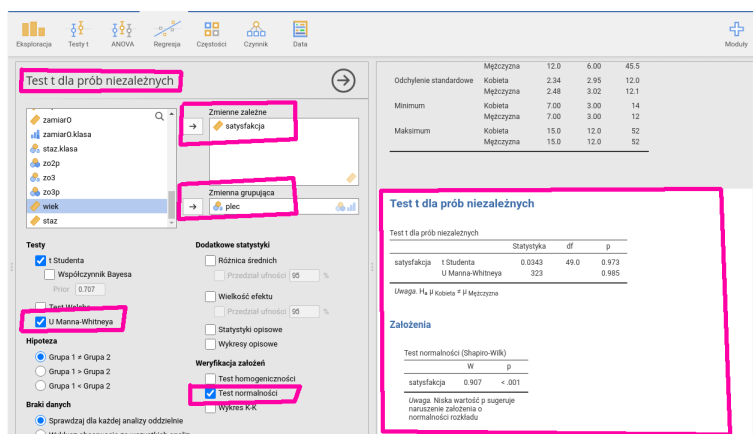 Eksploracja Testy t ANOVA Regresja Częstości Czynnik Data Moduły
Test t dla prób niezależnych
zamiarO
zamiarO.klasa
staz.klasa
zo2p
zo3
zo3p
wiek
staz
Zmienne zależne
satysfakcja
Zmienna grupująca
plec
Testy
t Studenta
Współczynnik Bayesa
Prior 0.707
Test Welcha
U Manna-Whitneya
Hipoteza
Grupa 1 ≠ Grupa 2
Grupa 1 > Grupa 2
Grupa 1 < Grupa 2
Braki danych
Sprawdzaj dla każdej analizy oddzielnie
Dodatkowe statystyki
Różnica średnich
Przedział ufności 95 %
Wielkość efektu
Przedział ufności 95 %
Statystyki opisowe
Wykresy opisowe
Weryfikacja założeń
Test homogeniczności
Test normalności
Wykres K-K
Mężczyzna 12.0 6.00 45.5
Odchylenie standardowe Kobieta 2.34 2.95 12.0
Mężczyzna 2.48 3.02 12.1
Minimum Kobieta 7.00 3.00 14
Mężczyzna 7.00 3.00 12
Maksimum Kobieta 15.0 12.0 52
Mężczyzna 15.0 12.0 52
Test t dla prób niezależnych
Test t dla prób niezależnych
Statystyka df p
satysfakcja t Studenta 0.0343 49.0 0.973
U Manna-Whitneya 323 0.985
Uwaga. Hₐ μ Kobieta ≠ μ Mężczyzna
Założenia
Test normalności (Shapiro-Wilk)
W p
satysfakcja 0.907 < .001
Uwaga. Niska wartość p sugeruje
naruszenie założenia o
normalności rozkładu